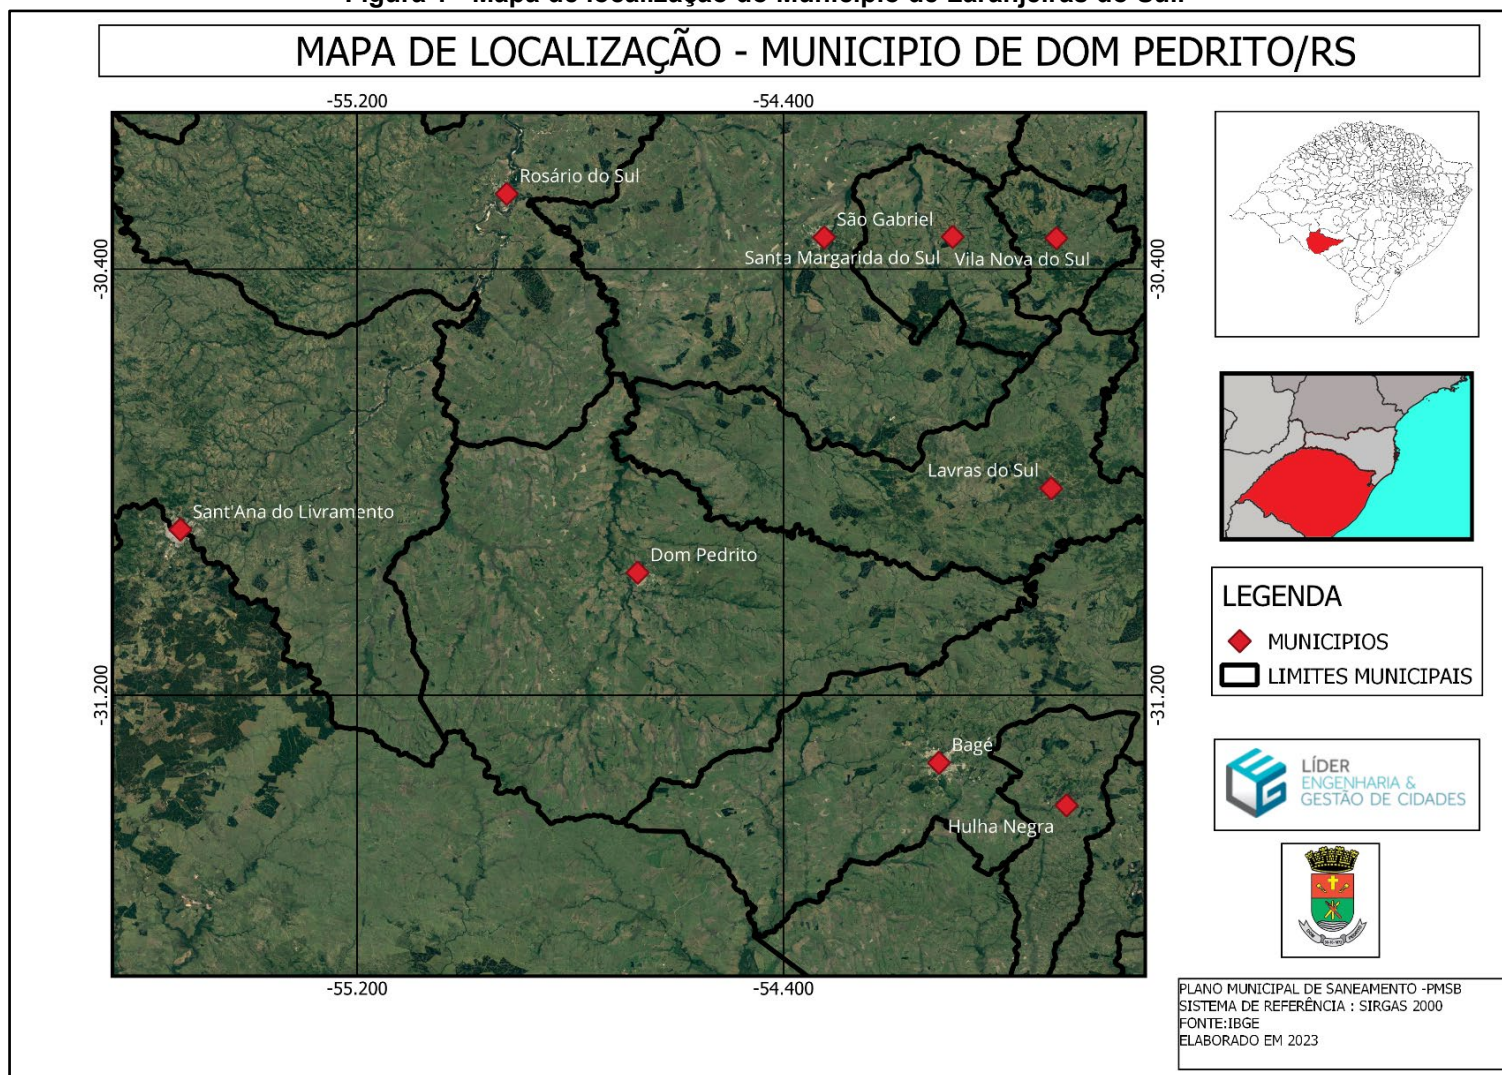 MAPA DE LOCALIZAÇÃO - MUNICIPIO DE DOM PEDRITO/RS
-55.200
-54.400
Rosário do Sul
São Gabriel
Santa Margarida do Sul
Vila Nova do Sul
-30.400
-30.400
Lavras do Sul
Sant'Ana do Livramento
Dom Pedrito
-31.200
-31.200
Bagé
Hulha Negra
-55.200
-54.400
LEGENDA
MUNICIPIOS
LIMITES MUNICIPAIS
LÍDER
ENGENHARIA &
GESTÃO DE CIDADES
PLANO MUNICIPAL DE SANEAMENTO -PMSB
SISTEMA DE REFERÊNCIA : SIRGAS 2000
FONTE:IBGE
ELABORADO EM 2023